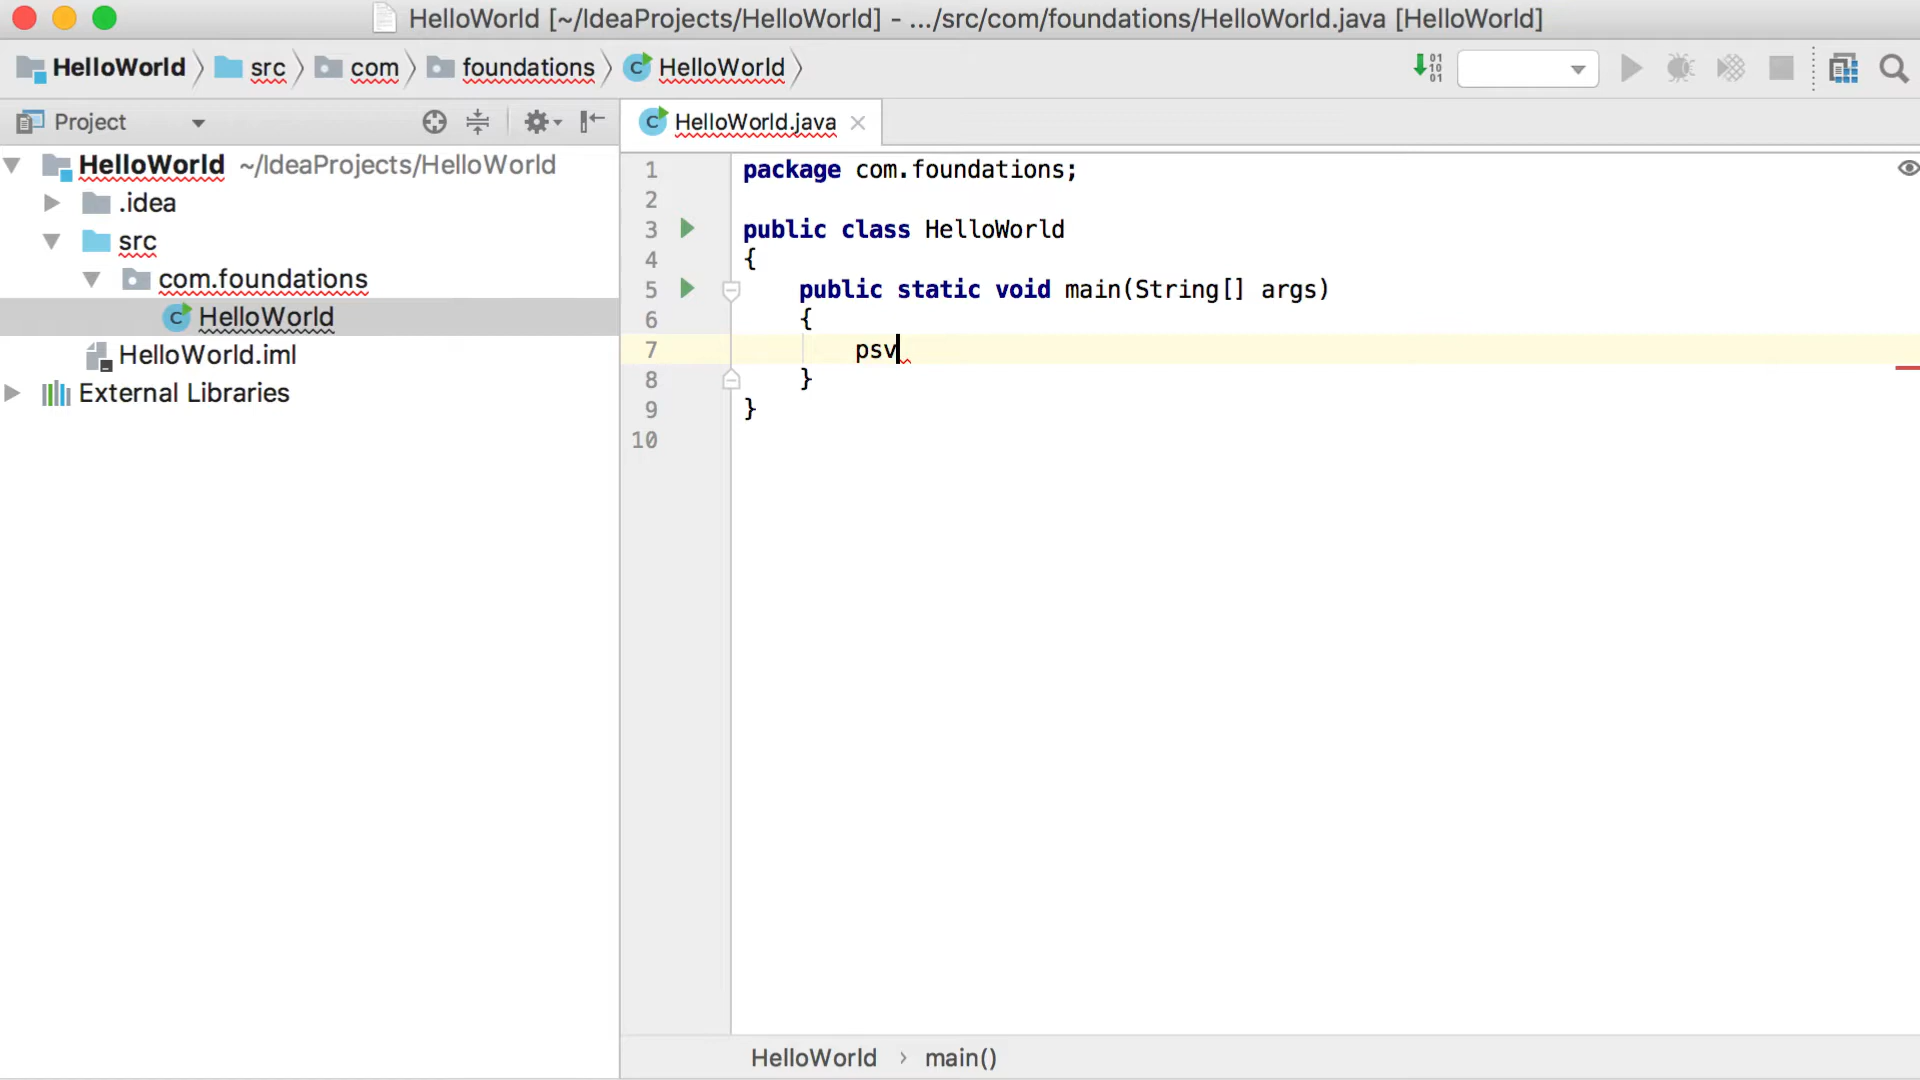 HelloWorld [~/IdeaProjects/HelloWorld] - .../src/com/foundations/HelloWorld.java [HelloWorld]
HelloWorld src com foundations HelloWorld
Project
HelloWorld.java
HelloWorld ~/IdeaProjects/HelloWorld
.idea
src
com.foundations
HelloWorld
HelloWorld.iml
External Libraries
1 package com.foundations;
2
3 public class HelloWorld
4 {
5 public static void main(String[] args)
6 {
7 psv
8 }
9 }
10
HelloWorld › main()